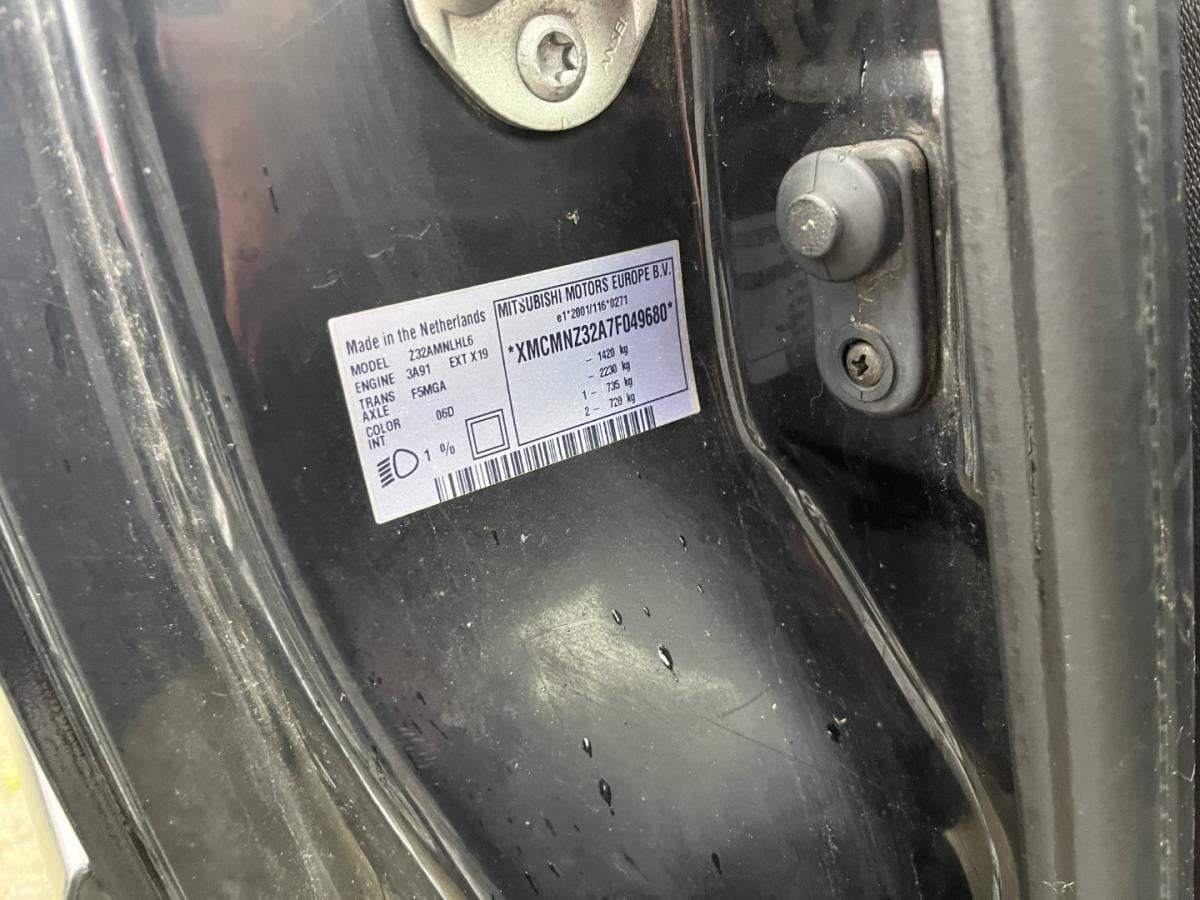 Made in the Netherlands
MODEL Z32AMNLHL6
ENGINE 3A91 EXT X19
TRANS F5MGA
AXLE
COLOR 06D
INT
1 %
MITSUBISHI MOTORS EUROPE B.V.
e1*2001/116*0271
*XMCMNZ32A7F049680*
- 1420 kg
- 2230 kg
1 - 735 kg
2 - 720 kg